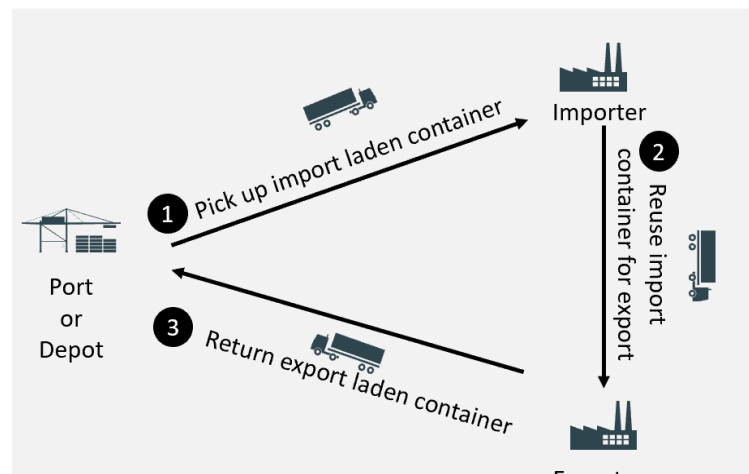 Importer
1
Pick up import laden container
2
Reuse import
container for export
Port
or
Depot
3
Return export laden container